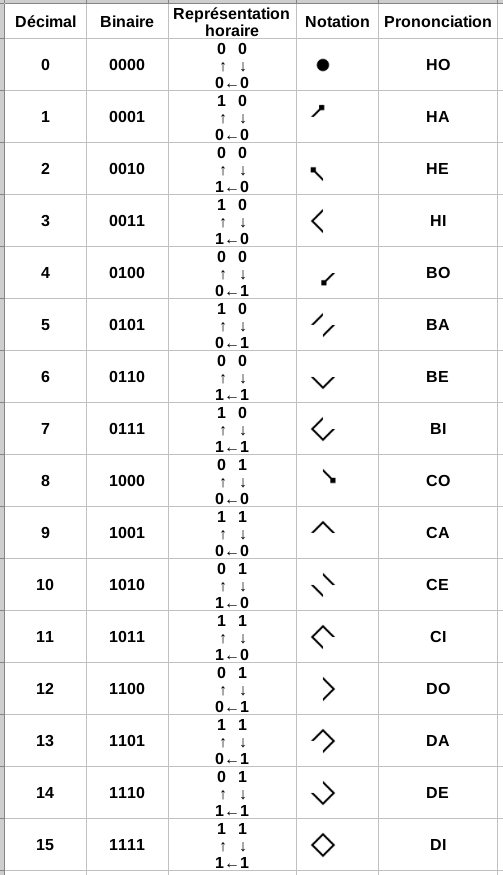 Décimal Binaire Représentation horaire Notation Prononciation
0 0000 0 0 HO
↑ ↓
0←0
1 0001 1 0 HA
↑ ↓
0←0
2 0010 0 0 HE
↑ ↓
1←0
3 0011 1 0 HI
↑ ↓
1←0
4 0100 0 0 BO
↑ ↓
0←1
5 0101 1 0 BA
↑ ↓
0←1
6 0110 0 0 BE
↑ ↓
1←1
7 0111 1 0 BI
↑ ↓
1←1
8 1000 0 1 CO
↑ ↓
0←0
9 1001 1 1 CA
↑ ↓
0←0
10 1010 0 1 CE
↑ ↓
1←0
11 1011 1 1 CI
↑ ↓
1←0
12 1100 0 1 DO
↑ ↓
0←1
13 1101 1 1 DA
↑ ↓
0←1
14 1110 0 1 DE
↑ ↓
1←1
15 1111 1 1 DI
↑ ↓
1←1